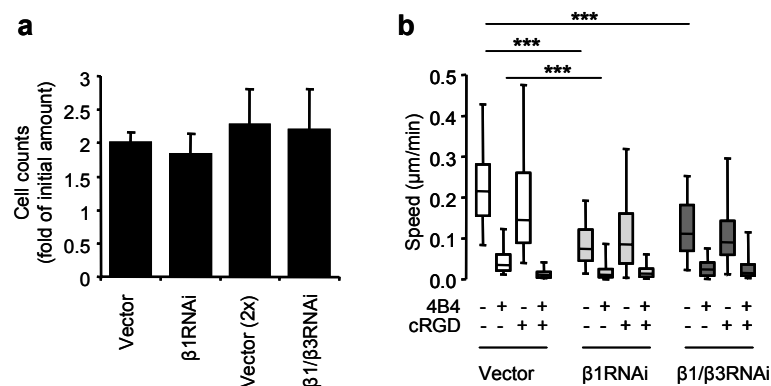 a
Cell counts
(fold of initial amount)
3
2.5
2
1.5
1
0.5
0
Vector
β1RNAi
Vector (2x)
β1/β3RNAi
b
***
***
***
Speed (µm/min)
0.5
0.4
0.3
0.2
0.1
0.0
4B4 - + - + - + - + - + - +
cRGD - - + + - - + + - - + +
Vector β1RNAi β1/β3RNAi